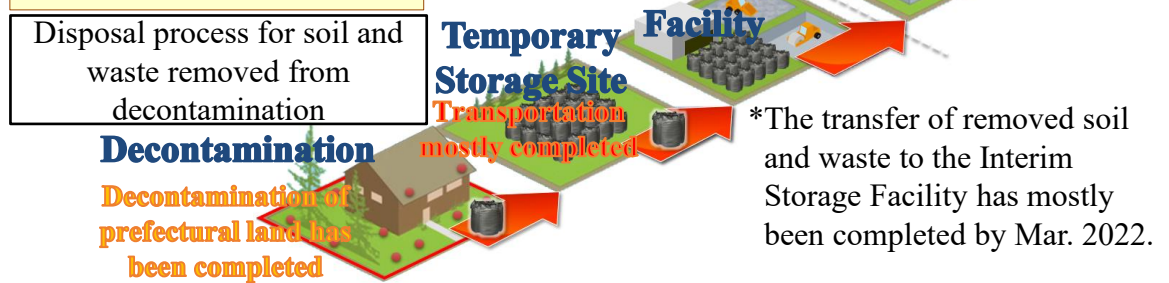 Disposal process for soil and
waste removed from
decontamination
Facility
Temporary
Storage Site
Transportation
mostly completed
*The transfer of removed soil
and waste to the Interim
Storage Facility has mostly
been completed by Mar. 2022.
Decontamination
Decontamination of
prefectural land has
been completed